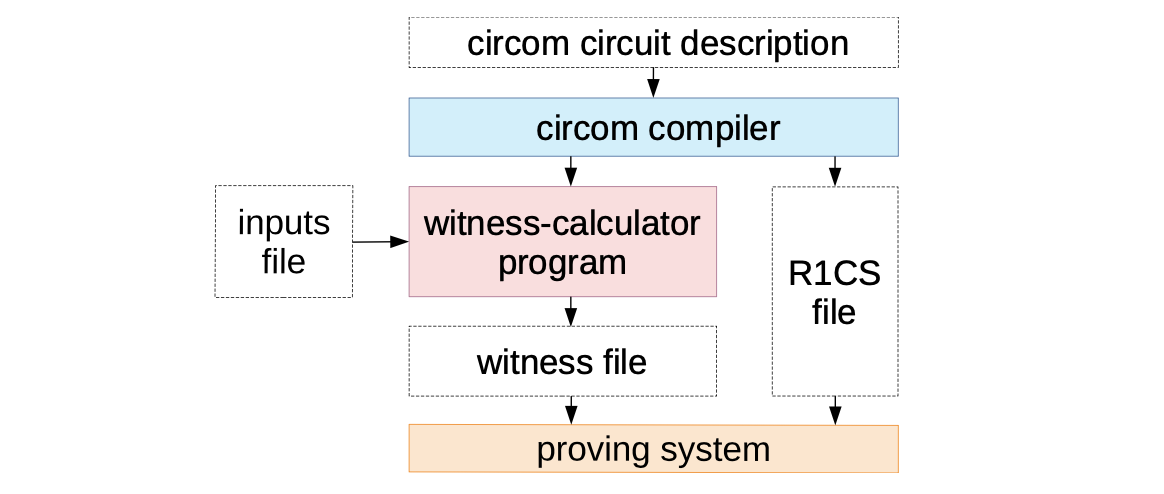 circom circuit description
circom compiler
inputs
file
witness-calculator
program
R1CS
file
witness file
proving system